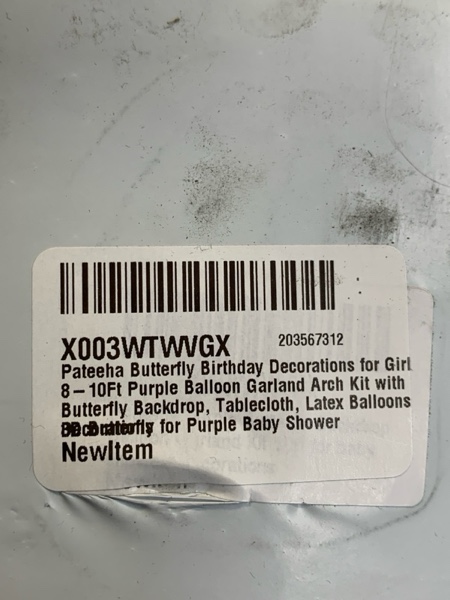 X003WTWVGX 203567312
Pateeha Butterfly Birthday Decorations for Girl
8–10Ft Purple Balloon Garland Arch Kit with
Butterfly Backdrop, Tablecloth, Latex Balloons
for Purple Baby Shower
NewItem